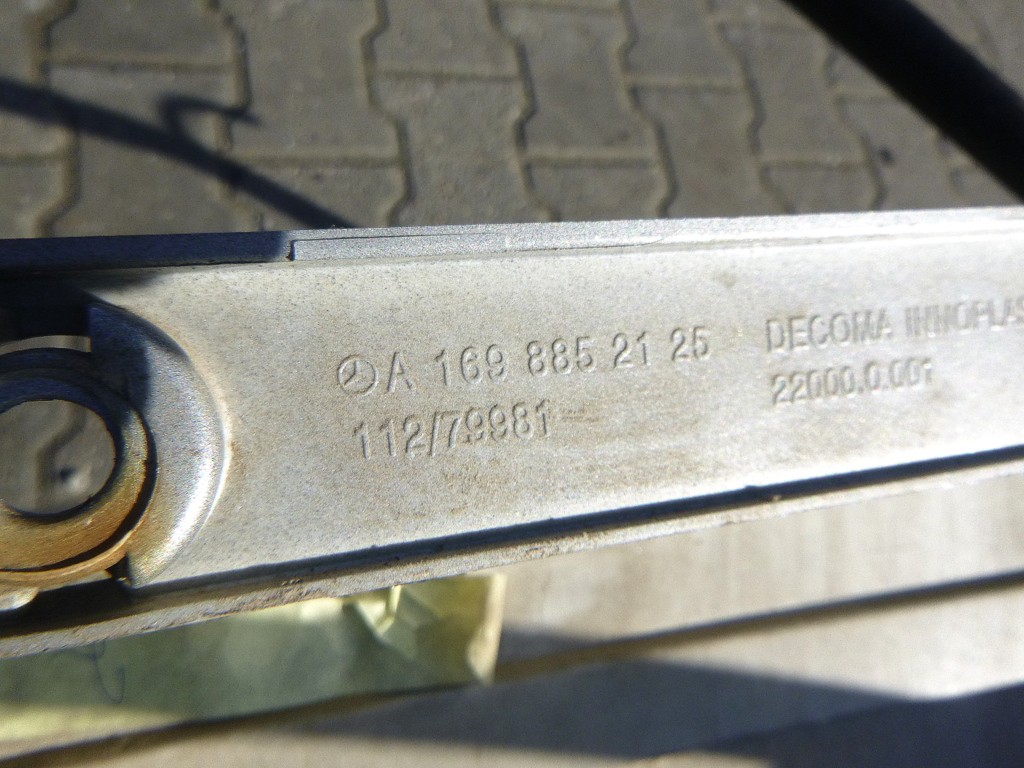 A 169 885 21 25
112/79981
DECOMA INNOPLAS
22000.0.001